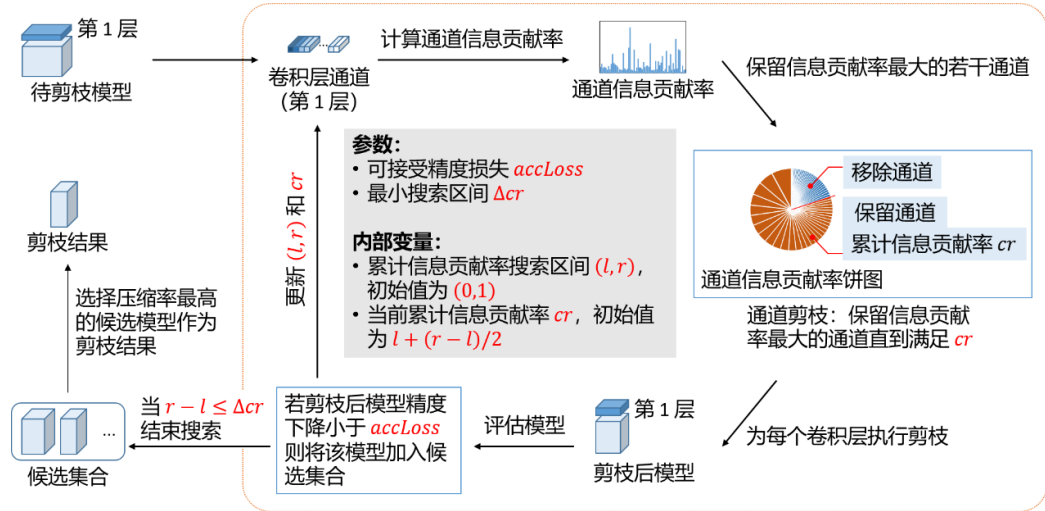 第 1 层
待剪枝模型
卷积层通道
(第 1 层)
计算通道信息贡献率
通道信息贡献率
保留信息贡献率最大的若干通道
移除通道
保留通道
累计信息贡献率 cr
通道信息贡献率饼图
通道剪枝：保留信息贡献
率最大的通道直到满足 cr
为每个卷积层执行剪枝
第 1 层
剪枝后模型
评估模型
若剪枝后模型精度
下降小于 accLoss
则将该模型加入候
选集合
更新 (l,r) 和 cr
参数：
• 可接受精度损失 accLoss
• 最小搜索区间 Δcr
内部变量：
• 累计信息贡献率搜索区间 (l,r)，
初始值为 (0,1)
• 当前累计信息贡献率 cr，初始值
为 l + (r − l)/2
当 r − l ≤ Δcr
结束搜索
...
候选集合
选择压缩率最高
的候选模型作为
剪枝结果
剪枝结果